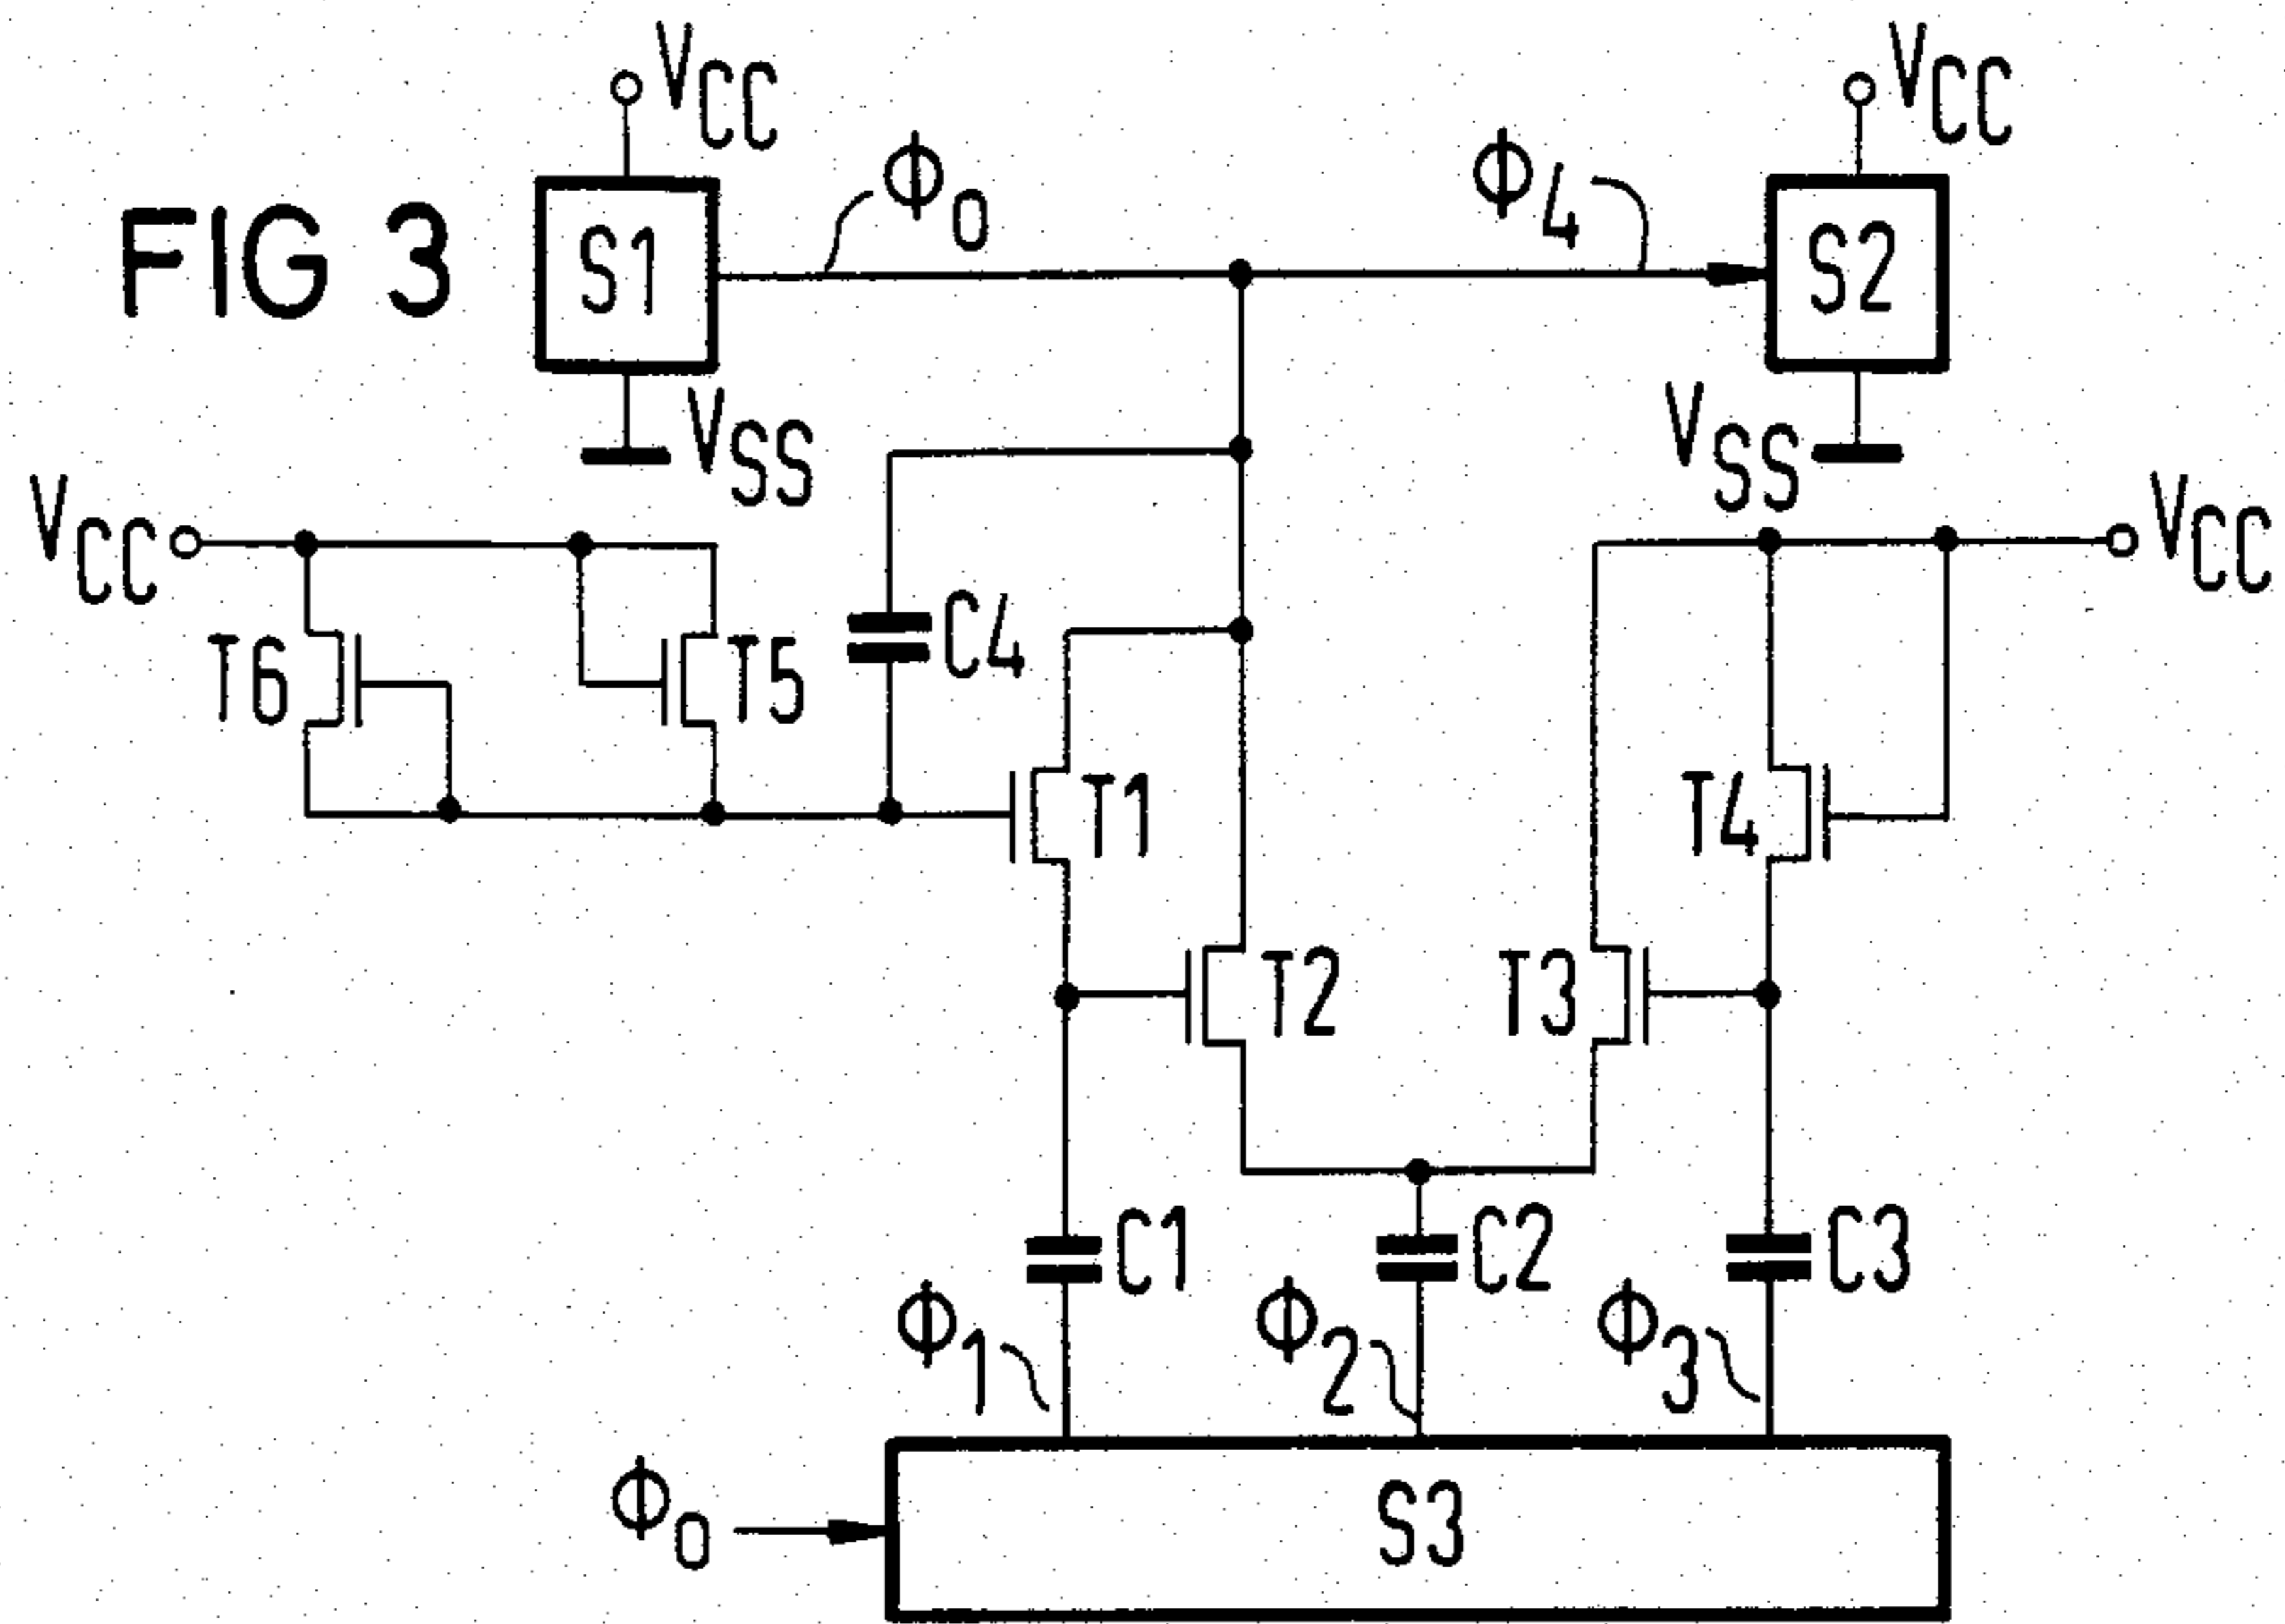 FIG 3
VCC
S1
Φ0
Φ4
VCC
S2
VSS
VSS
VCC
VCC
T6
T5
C4
T1
T4
T2
T3
C1
C2
C3
Φ1
Φ2
Φ3
Φ0
S3